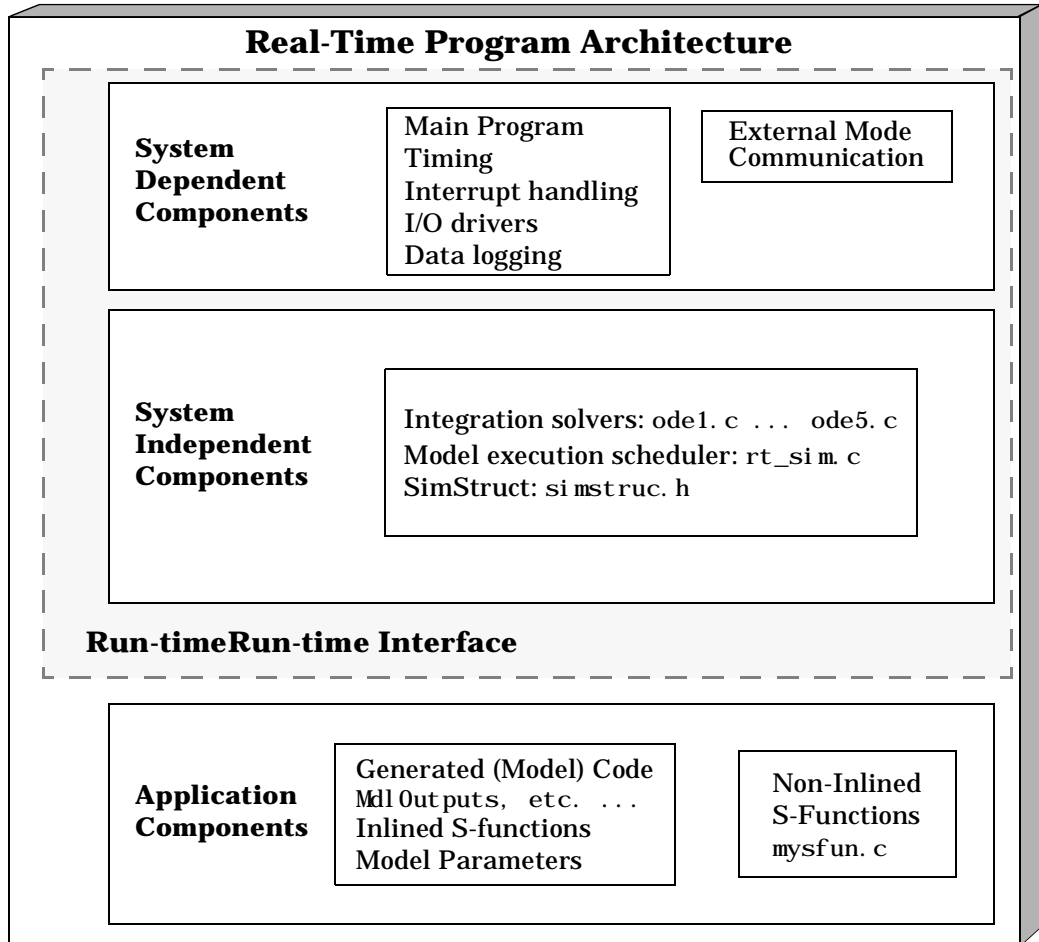 Real-Time Program Architecture
System
Dependent
Components
Main Program
Timing
Interrupt handling
I/O drivers
Data logging
External Mode
Communication
System
Independent
Components
Integration solvers: ode1.c ... ode5.c
Model execution scheduler: rt_sim.c
SimStruct: simstruc.h
Run-timeRun-time Interface
Application
Components
Generated (Model) Code
MdlOutputs, etc. ...
Inlined S-functions
Model Parameters
Non-Inlined
S-Functions
mysfun.c